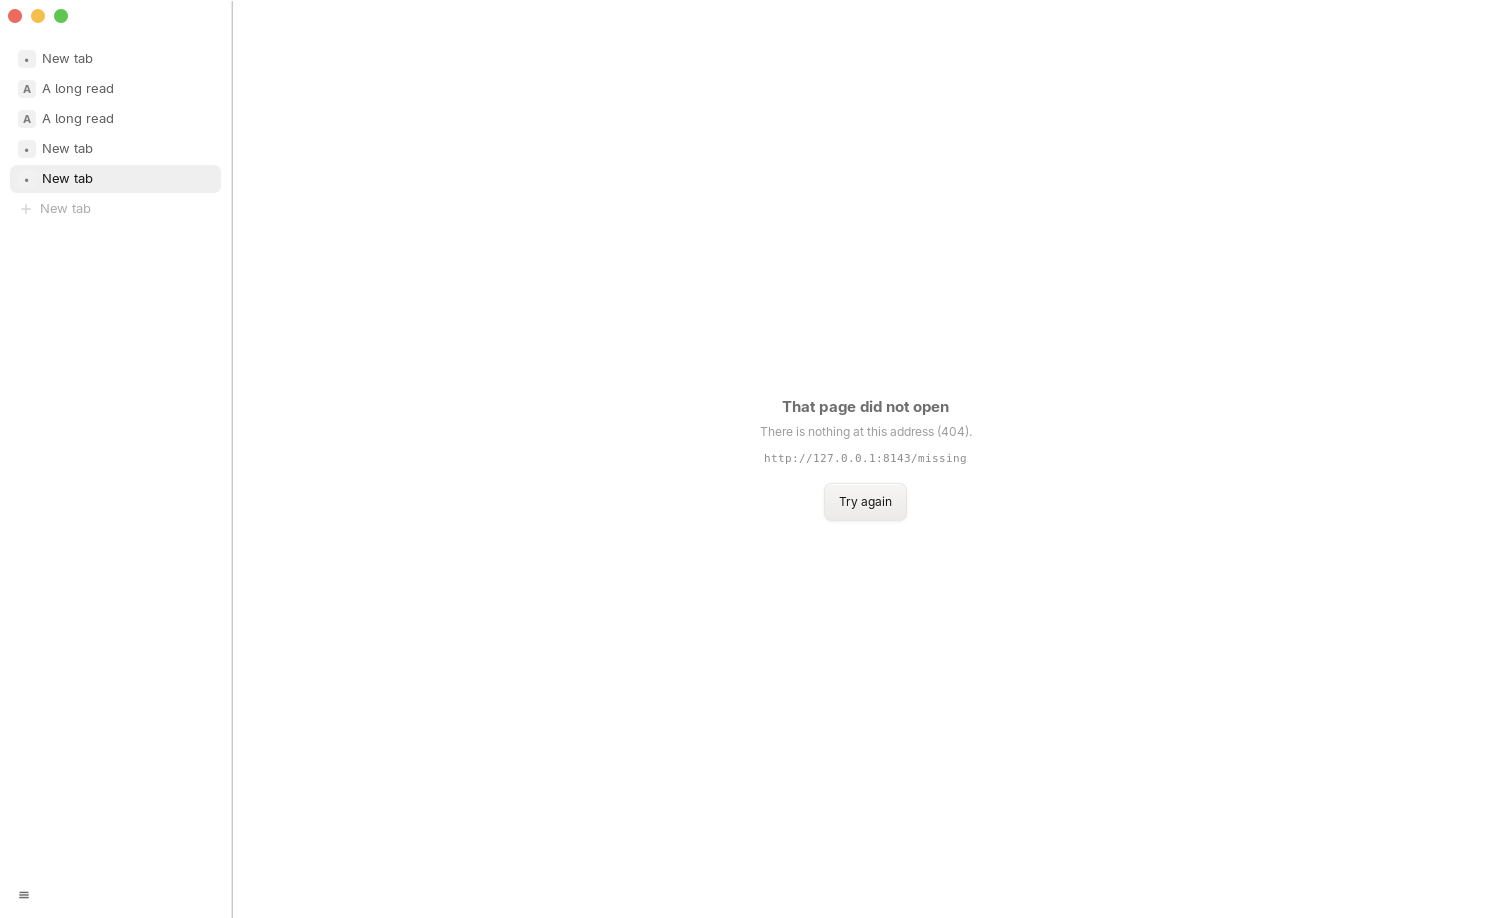 New tab
A A long read
A A long read
New tab
New tab
+ New tab
That page did not open
There is nothing at this address (404).
http://127.0.0.1:8143/missing
Try again